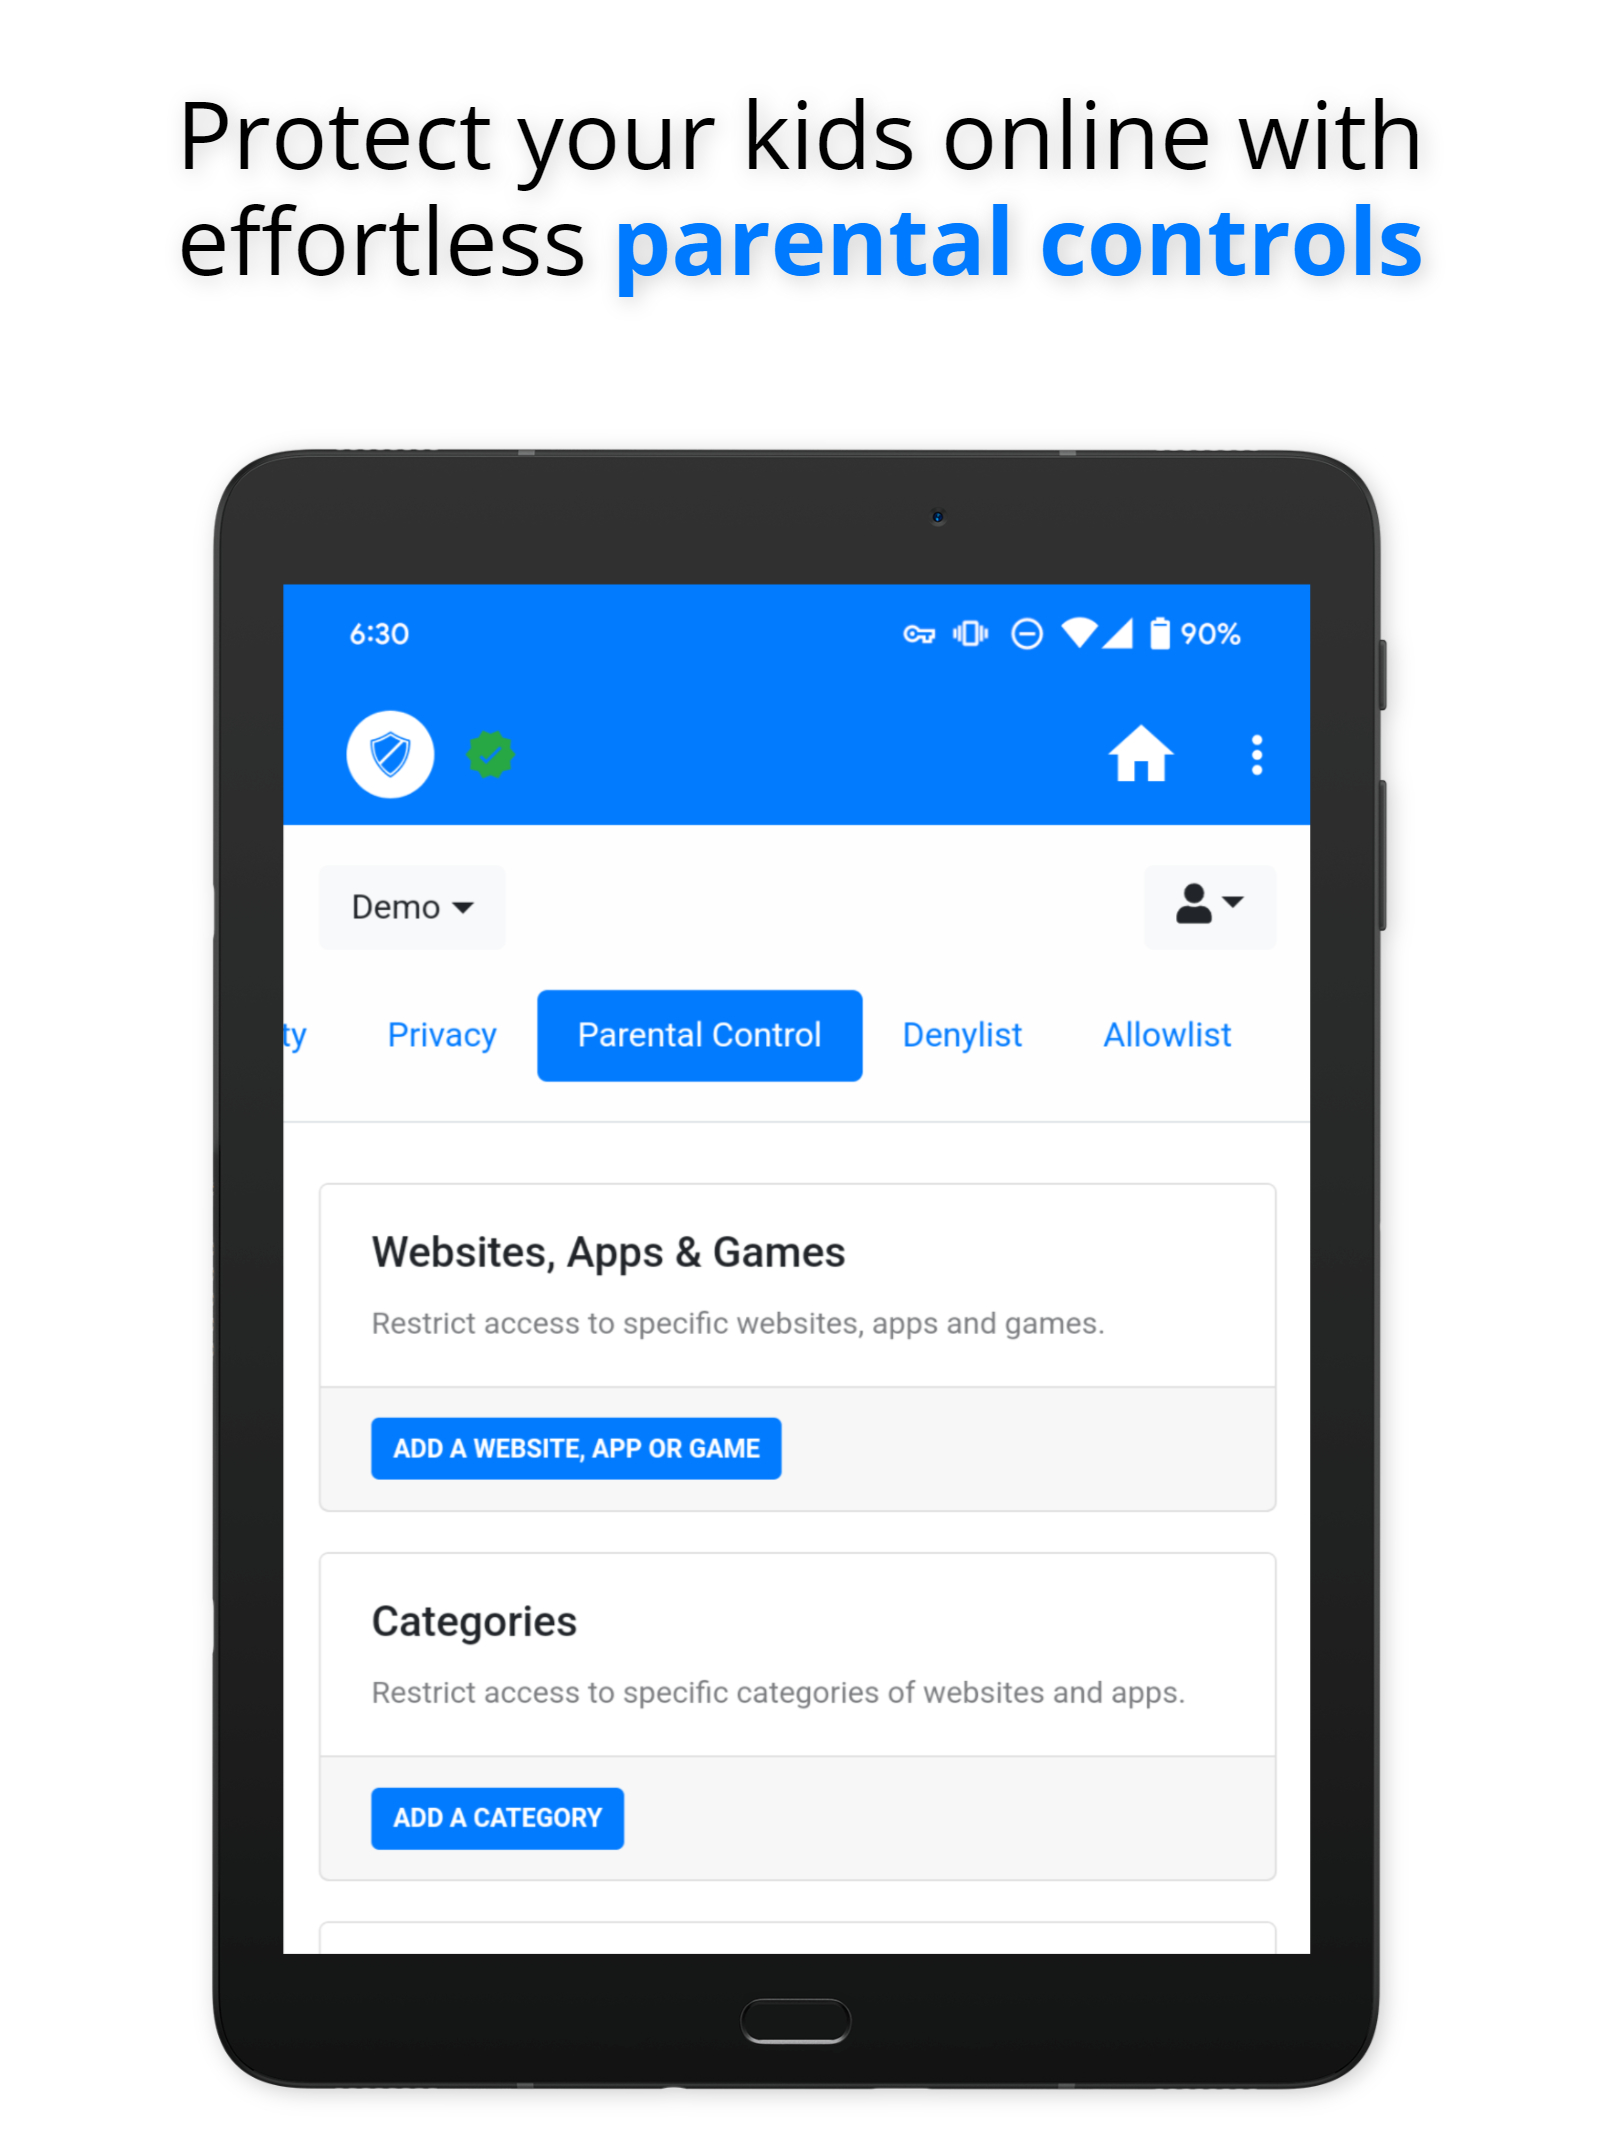 Protect your kids online with
effortless parental controls
6:30 90%
Demo
ty Privacy Parental Control Denylist Allowlist
Websites, Apps & Games
Restrict access to specific websites, apps and games.
ADD A WEBSITE, APP OR GAME
Categories
Restrict access to specific categories of websites and apps.
ADD A CATEGORY